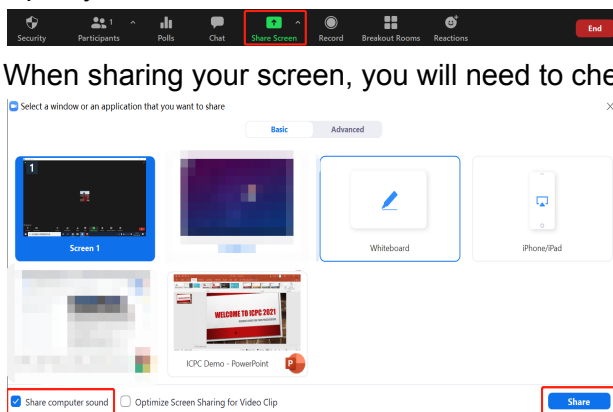 1
Security Participants Polls Chat Share Screen Record Breakout Rooms Reactions End
When sharing your screen, you will need to che
Select a window or an application that you want to share
Basic Advanced
1
Screen 1 Whiteboard iPhone/iPad
WELCOME TO ICPC 2021
ICPC Demo - PowerPoint
P
Share computer sound Optimize Screen Sharing for Video Clip Share